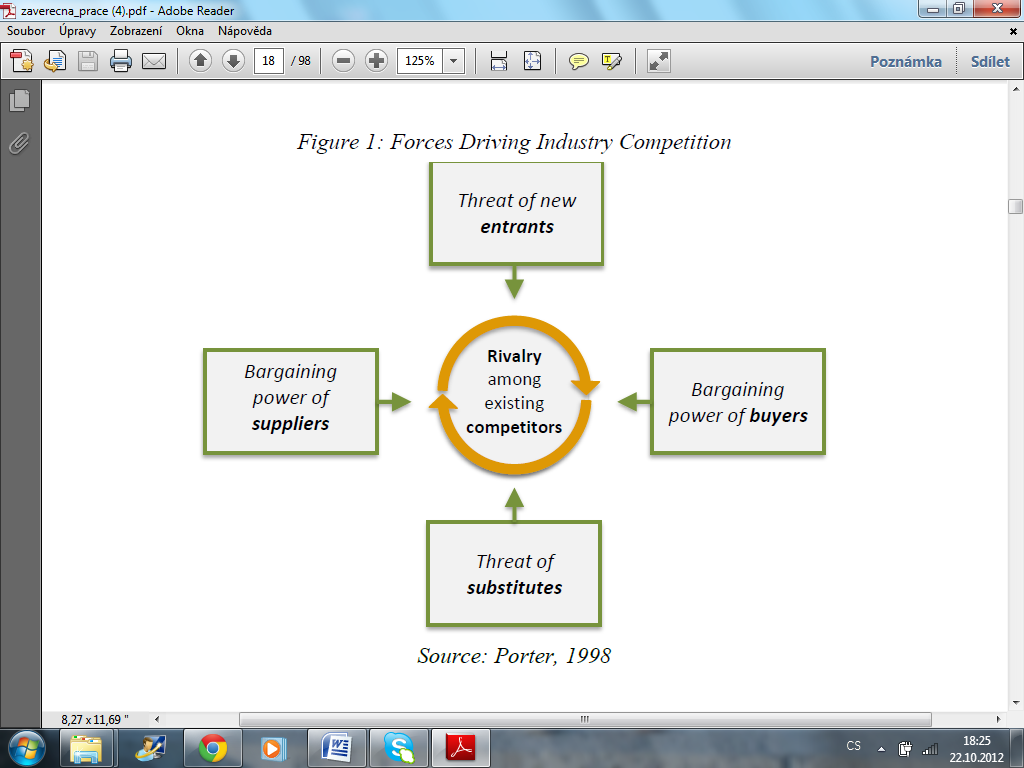 zaverecna_prace (4).pdf - Adobe Reader
Soubor Úpravy Zobrazení Okna Nápověda
18 / 98 125% Poznámka Sdílet
Figure 1: Forces Driving Industry Competition
Threat of new
entrants
Bargaining
power of
suppliers
Rivalry
among
existing
competitors
Bargaining
power of buyers
Threat of
substitutes
Source: Porter, 1998
8,27 x 11,69 "
CS
18:25
22.10.2012